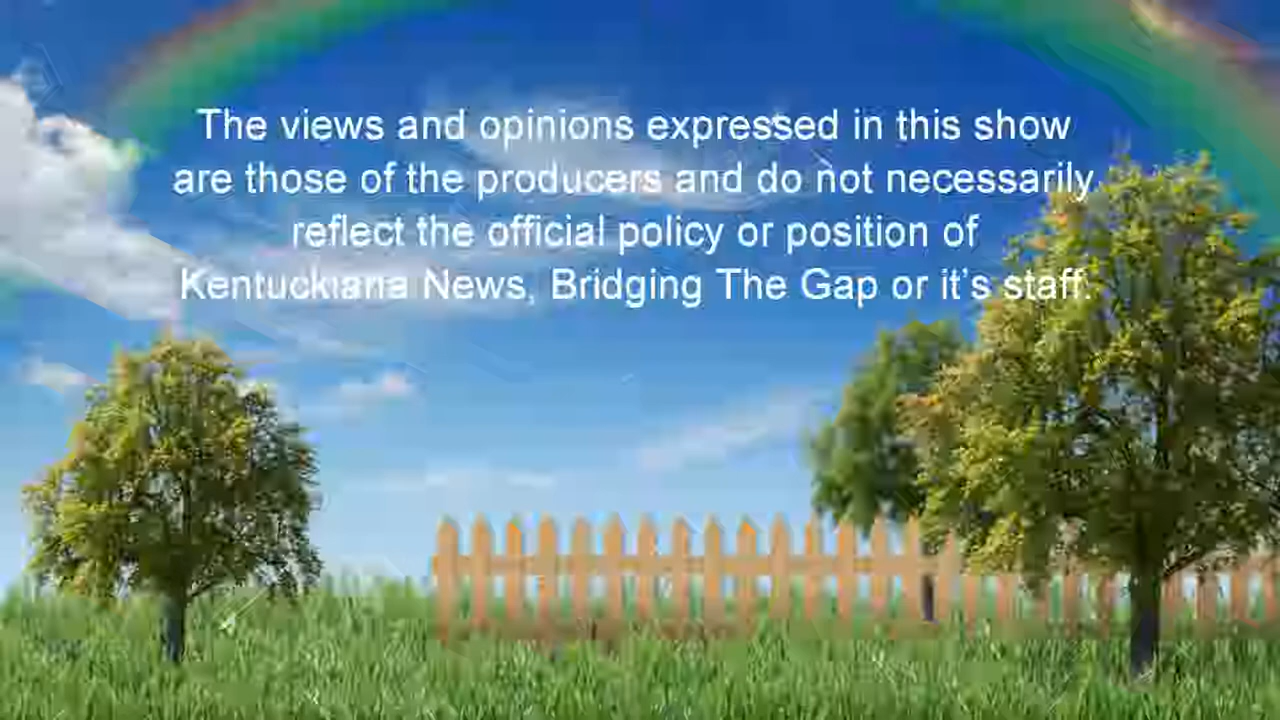 The views and opinions expressed in this show
are those of the producers and do not necessarily
reflect the official policy or position of
Kentuckiana News, Bridging The Gap or it’s staff.